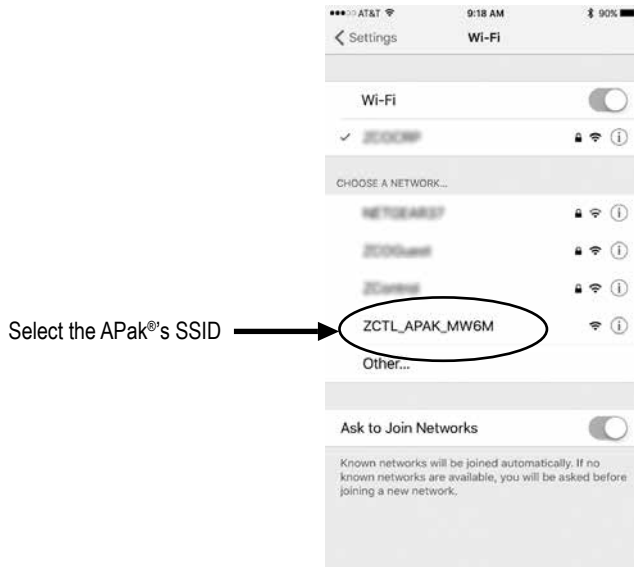 AT&T 9:18 AM 90%
Settings Wi-Fi
Wi-Fi
CHOOSE A NETWORK...
Select the APak®'s SSID
ZCTL_APAK_MW6M
Other...
Ask to Join Networks
Known networks will be joined automatically. If no
known networks are available, you will be asked before
joining a new network.